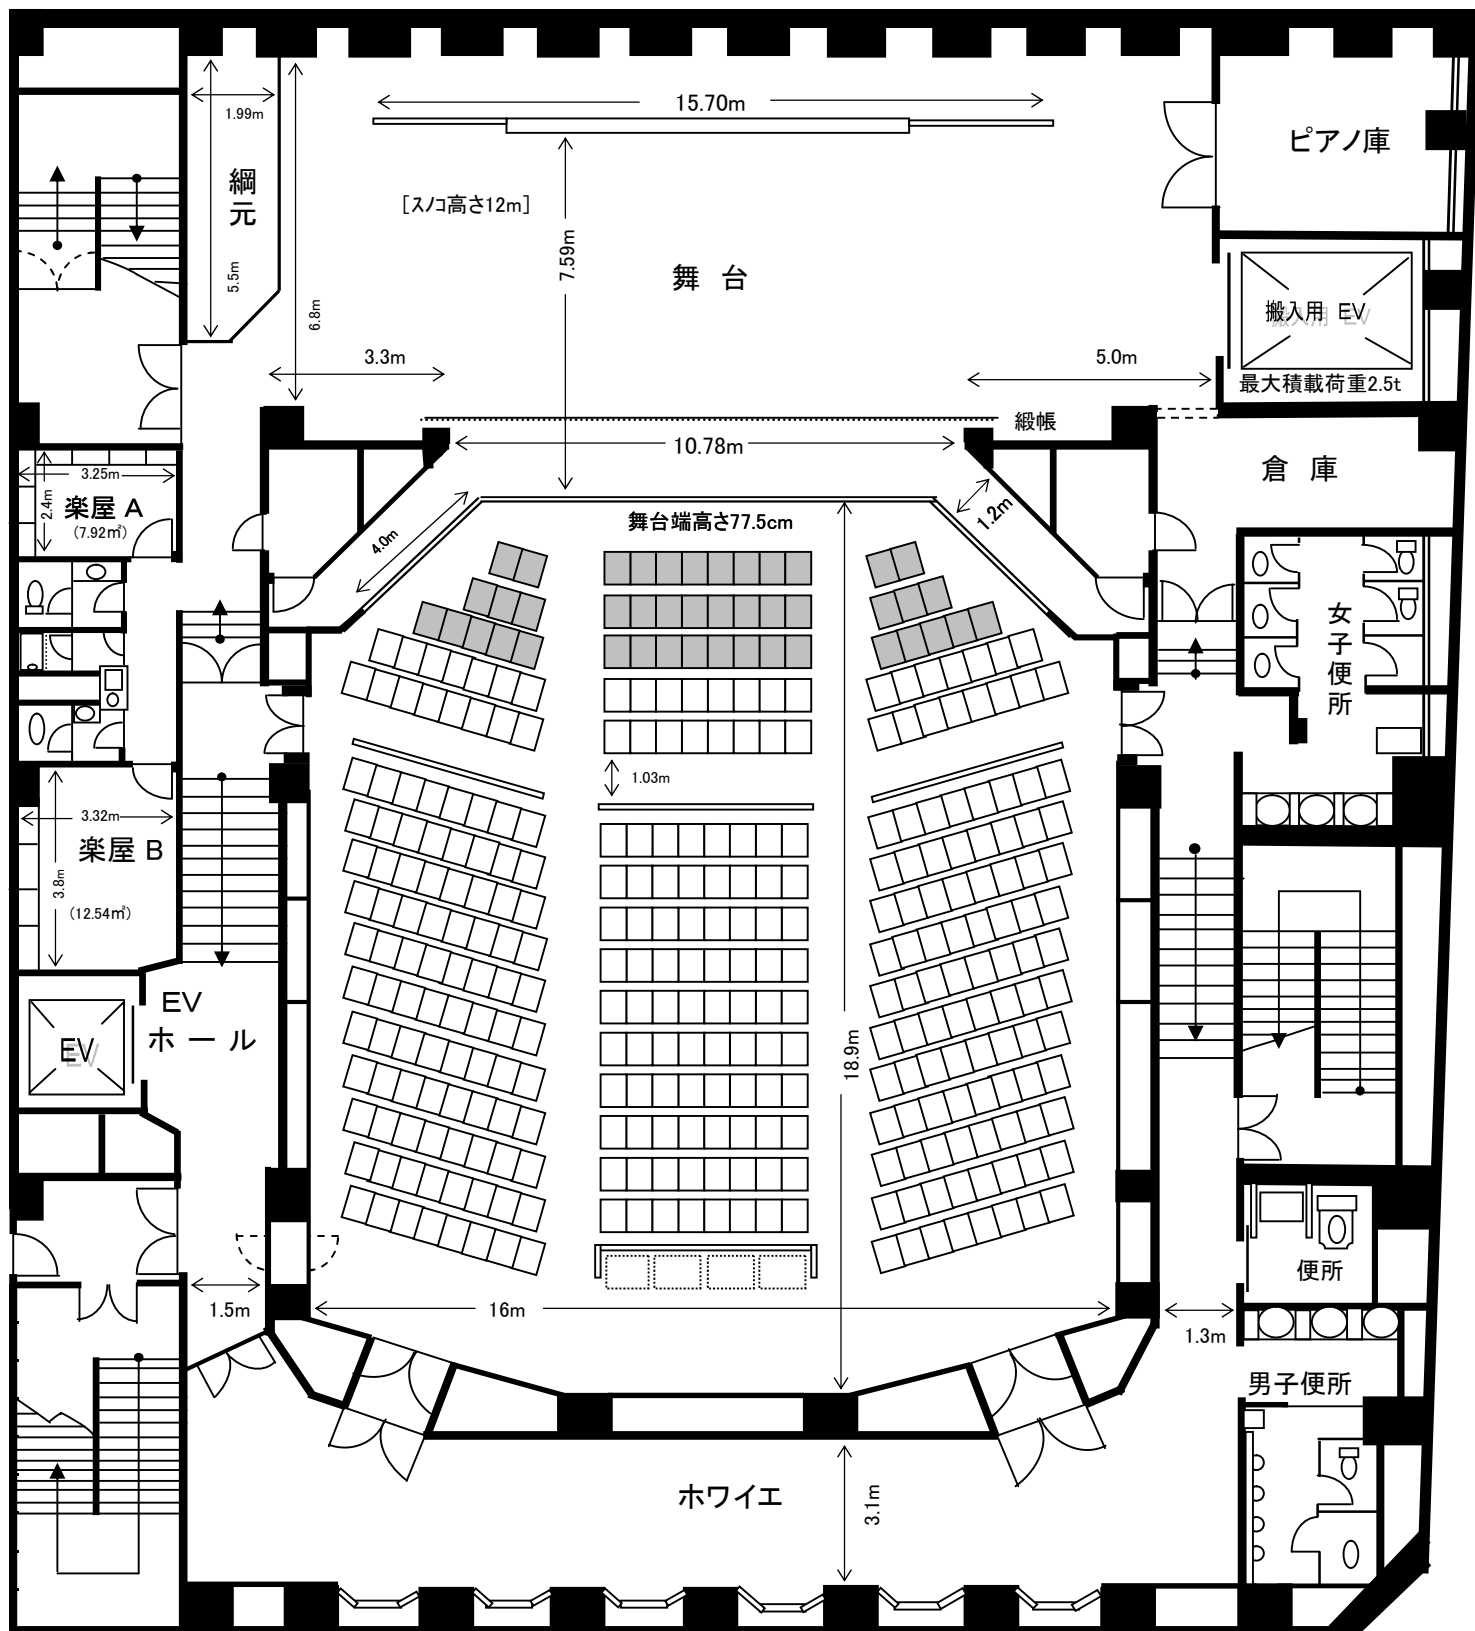 15.70m
1.99m
ピアノ庫
綱元
[スノコ高さ12m]
7.59m
5.5m
舞 台
6.8m
搬入用 EV
3.3m
5.0m
最大積載荷重2.5t
緞帳
10.78m
倉 庫
3.25m
2.4m
楽屋 A
(7.92㎡)
舞台端高さ77.5cm
1.2m
4.0m
女子便所
1.03m
3.32m
楽屋 B
3.8m
(12.54㎡)
EV
ホール
EV
18.9m
便所
1.5m
16m
1.3m
男子便所
ホワイエ
3.1m